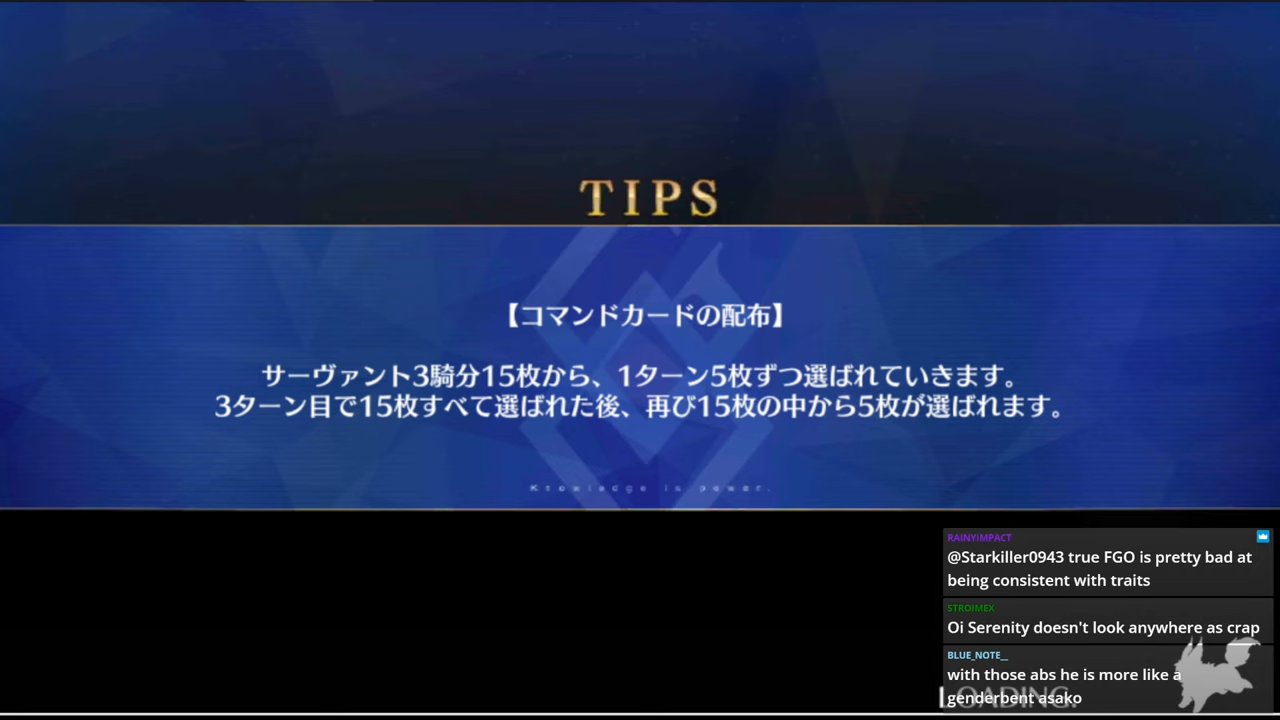 TIPS
【コマンドカードの配布】
サーヴァント3騎分15枚から、1ターン5枚ずつ選ばれていきます。
3ターン目で15枚すべて選ばれた後、再び15枚の中から5枚が選ばれます。
Knowledge is power.
RAINYIMPACT
@Starkiller0943 true FGO is pretty bad at
being consistent with traits
STROIMEX
Oi Serenity doesn't look anywhere as crap
BLUE_NOTE__
with those abs he is more like a
genderbent asako
LOADING.